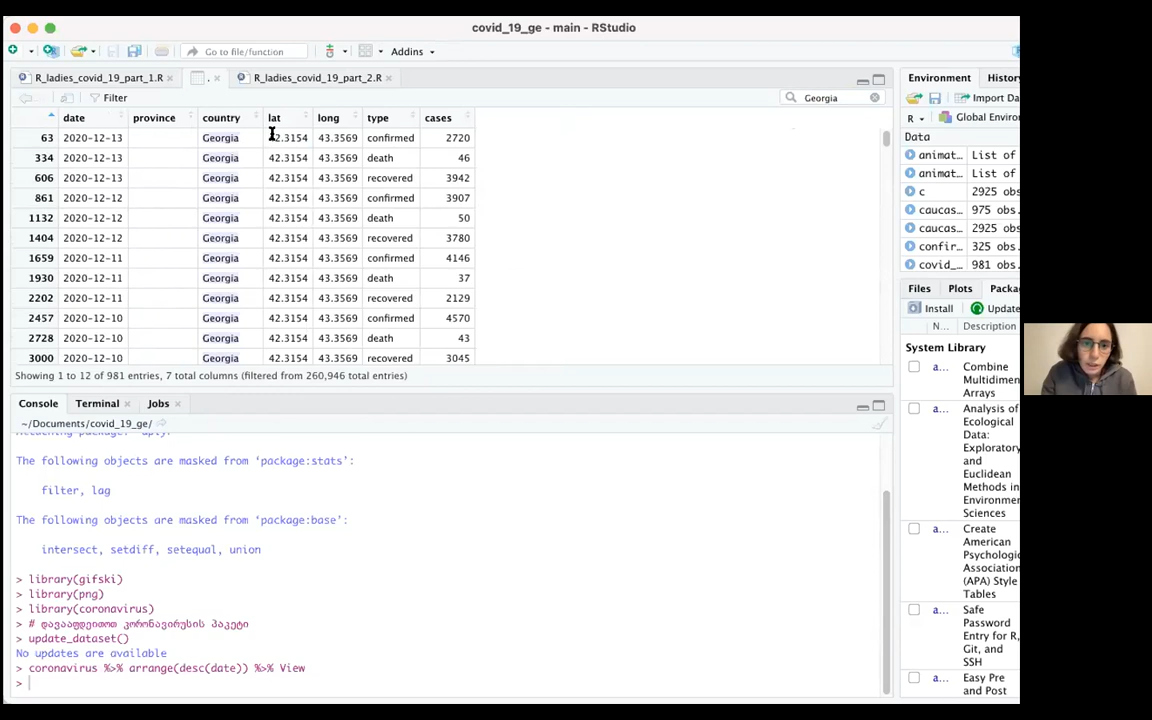 covid_19_ge - main - RStudio
Go to file/function
Addins
R_ladies_covid_19_part_1.R
.
R_ladies_covid_19_part_2.R
Filter
Georgia
date province country lat long type cases
63 2020-12-13 Georgia 42.3154 43.3569 confirmed 2720
334 2020-12-13 Georgia 42.3154 43.3569 death 46
606 2020-12-13 Georgia 42.3154 43.3569 recovered 3942
861 2020-12-12 Georgia 42.3154 43.3569 confirmed 3907
1132 2020-12-12 Georgia 42.3154 43.3569 death 50
1404 2020-12-12 Georgia 42.3154 43.3569 recovered 3780
1659 2020-12-11 Georgia 42.3154 43.3569 confirmed 4146
1930 2020-12-11 Georgia 42.3154 43.3569 death 37
2202 2020-12-11 Georgia 42.3154 43.3569 recovered 2129
2457 2020-12-10 Georgia 42.3154 43.3569 confirmed 4570
2728 2020-12-10 Georgia 42.3154 43.3569 death 43
3000 2020-12-10 Georgia 42.3154 43.3569 recovered 3045
Showing 1 to 12 of 981 entries, 7 total columns (filtered from 260,946 total entries)
Console Terminal Jobs
~/Documents/covid_19_ge/
The following objects are masked from ‘package:stats’:
filter, lag
The following objects are masked from ‘package:base’:
intersect, setdiff, setequal, union
> library(gifski)
> library(png)
> library(coronavirus)
> # დავააფდეითოთ კორონავირუსის პაკეტი
> update_dataset()
No updates are available
> coronavirus %>% arrange(desc(date)) %>% View
>
Environment History
Import Da
R Global Enviro
Data
animat… List of
animat… List of
c 2925 obs.
caucas… 975 obs.
caucas… 2925 obs.
confir… 325 obs.
covid_… 981 obs.
Files Plots Packa
Install Update
N... Description
System Library
a… Combine
Multidimen
Arrays
a… Analysis of
Ecological
Data:
Exploratory
and
Euclidean
Methods in
Environmen
Sciences
a… Create
American
Psychologic
Association
(APA) Style
Tables
a… Safe
Password
Entry for R,
Git, and
SSH
a… Easy Pre
and Post